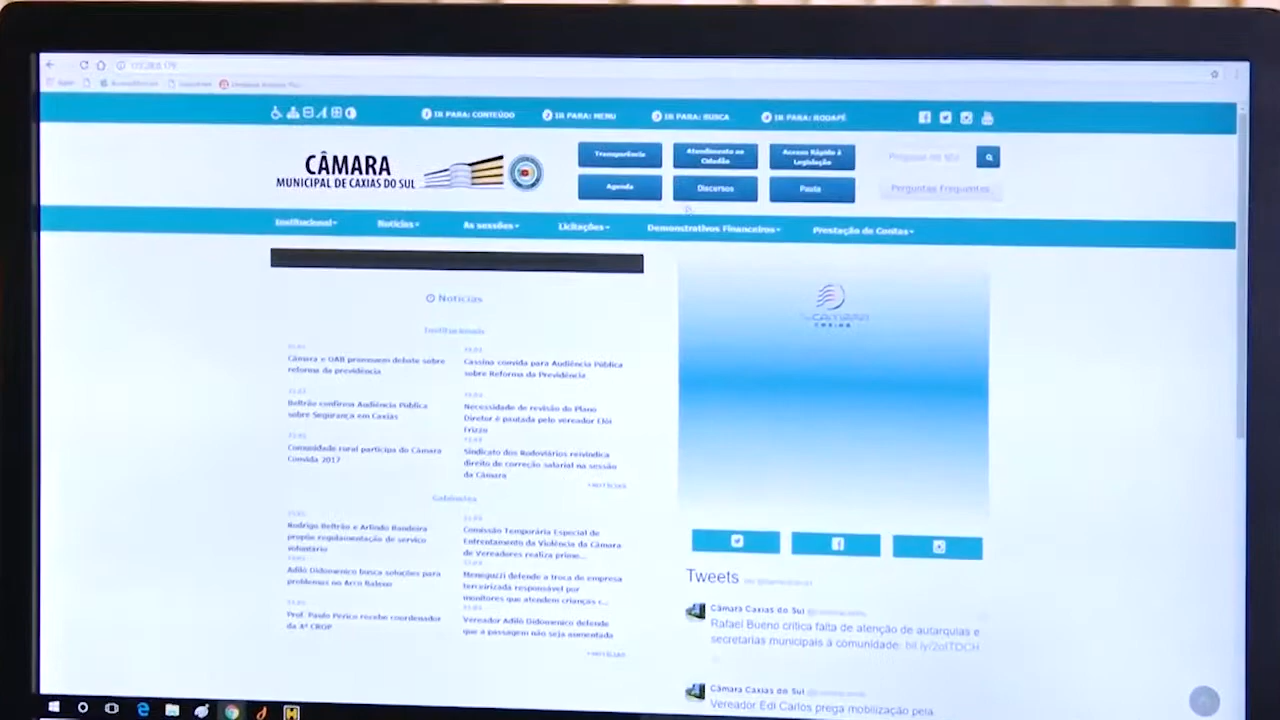 IR PARA: CONTEÚDO
IR PARA: MENU
IR PARA: BUSCA
IR PARA: RODAPÉ
CÂMARA
MUNICIPAL DE CAXIAS DO SUL
Transparência
Atendimento ao
Cidadão
Acesso Rápido à
Legislação
Agenda
Discursos
Pauta
Perguntas Frequentes
Institucional
Notícias
As sessões
Licitações
Demonstrativos Financeiros
Prestação de Contas
Notícias
Institucionais
Câmara e OAB promovem debate sobre
reforma da previdência
Cassina convida para Audiência Pública
sobre Reforma da Previdência
Beltrão confirma Audiência Pública
sobre Segurança em Caxias
Necessidade de revisão do Plano
Diretor é pautada pelo vereador Elói
Frizzo
Comunidade rural participa do Câmara
Convida 2017
Sindicato dos Rodoviários reivindica
direito de correção salarial na sessão
da Câmara
+NOTÍCIAS
Gabinetes
Rodrigo Beltrão e Arlindo Bandeira
propõe regulamentação de serviço
voluntário
Comissão Temporária Especial de
Enfrentamento da Violência da Câmara
de Vereadores realiza prime...
Adiló Didomenico busca soluções para
problemas no Arco Baleno
Meneguzzi defende a troca de empresa
terceirizada responsável por
monitores que atendem crianças c...
Prof. Paulo Périco recebe coordenador
da 4ª CROP
Vereador Adiló Didomenico defende
que a passagem não seja aumentada
+NOTÍCIAS
CAXIAS
Tweets
Câmara Caxias do Sul
Rafael Bueno critica falta de atenção de autarquias e
secretarias municipais à comunidade: bit.ly/2oITDCH
Câmara Caxias do Sul
Vereador Edi Carlos prega mobilização pela